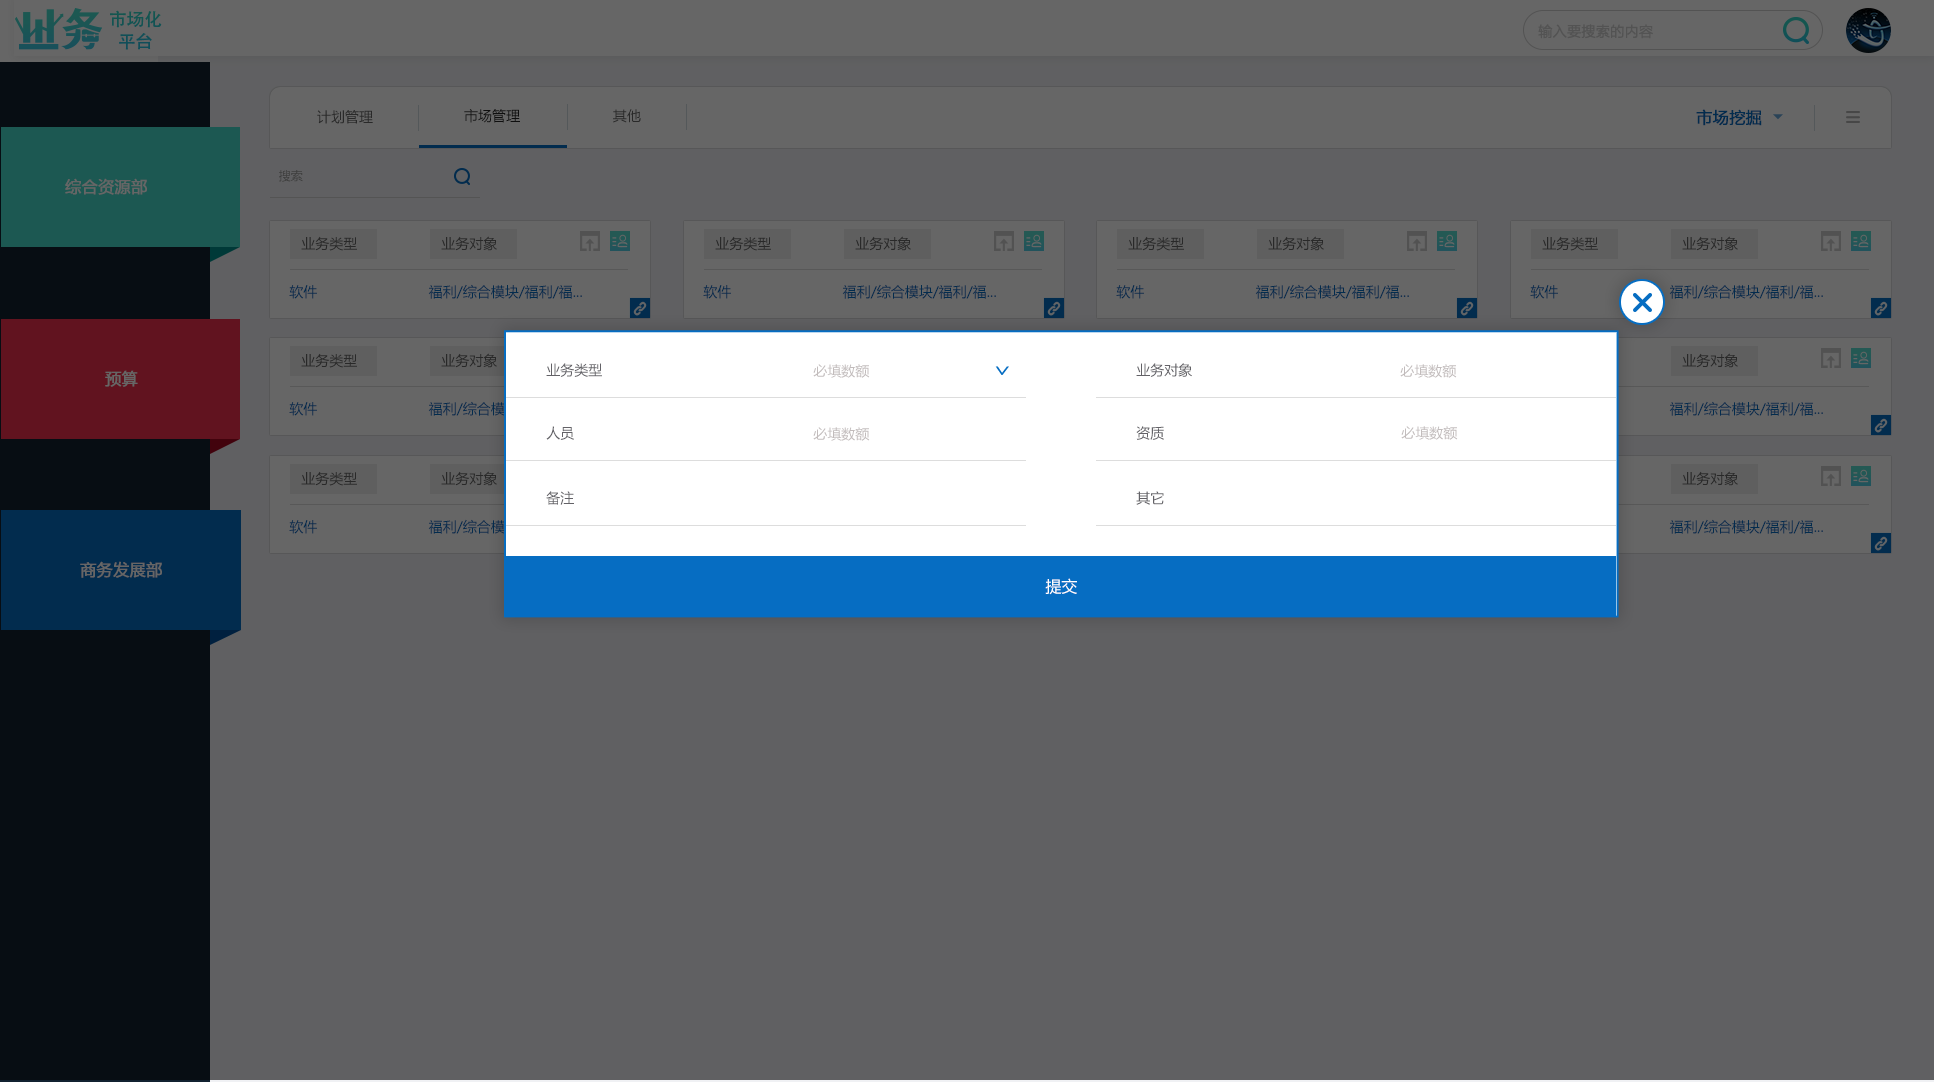 业务 市场化
平台
输入要搜索的内容
计划管理 市场管理 其他 市场挖掘
搜索
综合资源部
预算
商务发展部
业务类型 业务对象 业务类型 业务对象 业务类型 业务对象 业务类型 业务对象
软件 福利/综合模块/福利/福... 软件 福利/综合模块/福利/福... 软件 福利/综合模块/福利/福... 软件 福利/综合模块/福利/福...
业务类型 业务对象 业务对象
软件 福利/综合模 福利/综合模块/福利/福...
业务类型 业务对象 业务对象
软件 福利/综合模 福利/综合模块/福利/福...
业务类型 必填数额 业务对象 必填数额
人员 必填数额 资质 必填数额
备注 其它
提交